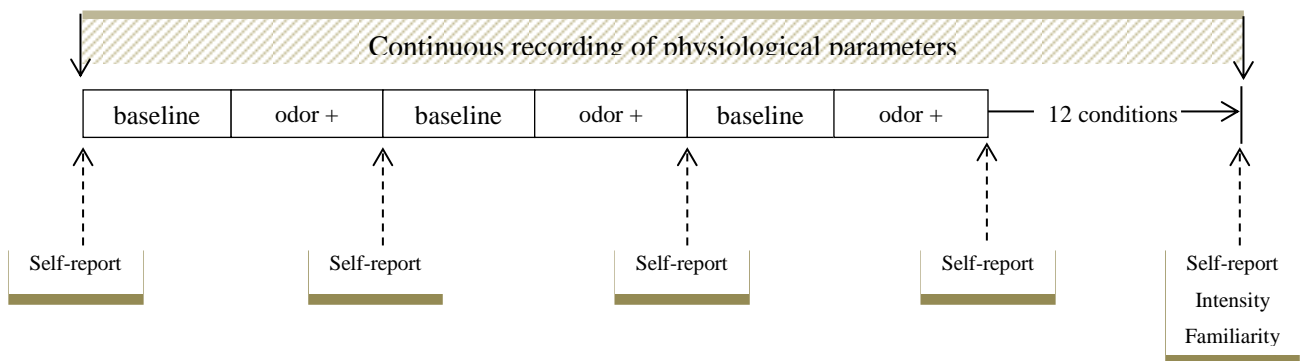 Continuous recording of physiological parameters
baseline odor + baseline odor + baseline odor + 12 conditions
Self-report Self-report Self-report Self-report Self-report
Intensity
Familiarity